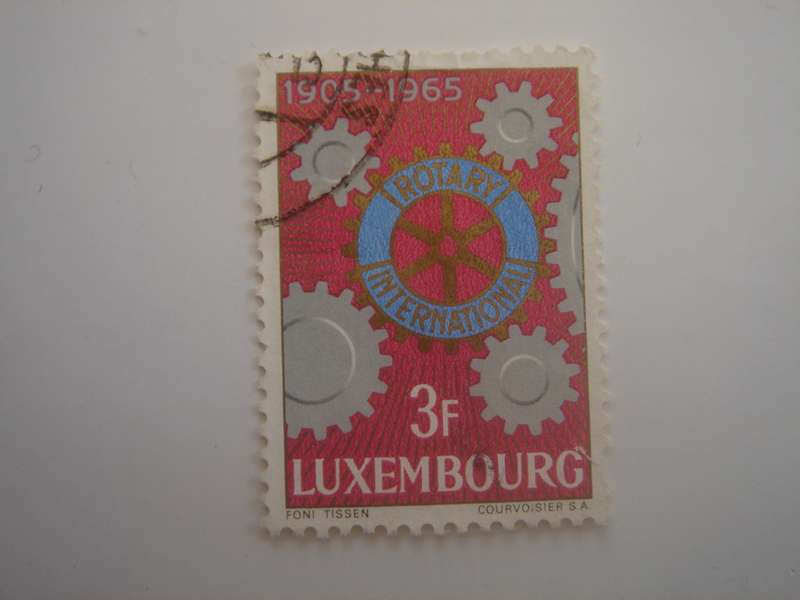 1905-1965
ROTARY
INTERNATIONAL
3F
LUXEMBOURG
FONI TISSEN
COURVOISIER S.A.